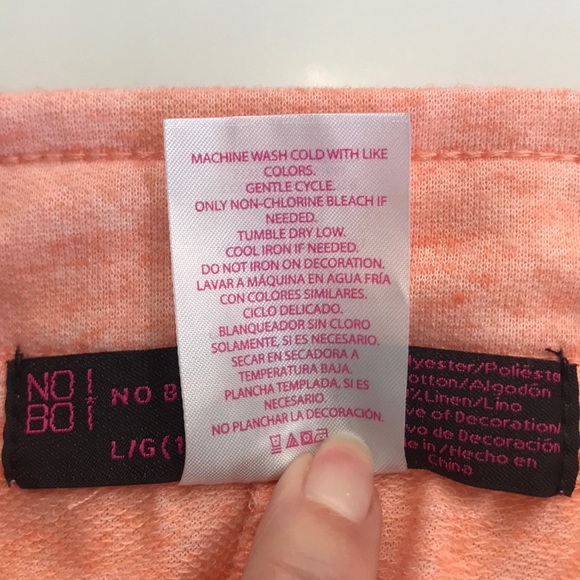 MACHINE WASH COLD WITH LIKE
COLORS.
GENTLE CYCLE.
ONLY NON-CHLORINE BLEACH IF
NEEDED.
TUMBLE DRY LOW.
COOL IRON IF NEEDED.
DO NOT IRON ON DECORATION.
LAVAR A MÁQUINA EN AGUA FRÍA
CON COLORES SIMILARES.
CICLO DELICADO.
BLANQUEADOR SIN CLORO
SOLAMENTE, SI ES NECESARIO.
SECAR EN SECADORA A
TEMPERATURA BAJA.
PLANCHA TEMPLADA, SI ES
NECESARIO.
NO PLANCHAR LA DECORACIÓN.
NO!
BO!
NO B
L/G(1
lyester/Poliéste
otton/Algodón
%Linen/Lino
ve of Decoration/
vo de Decoración
e in/Hecho en
China